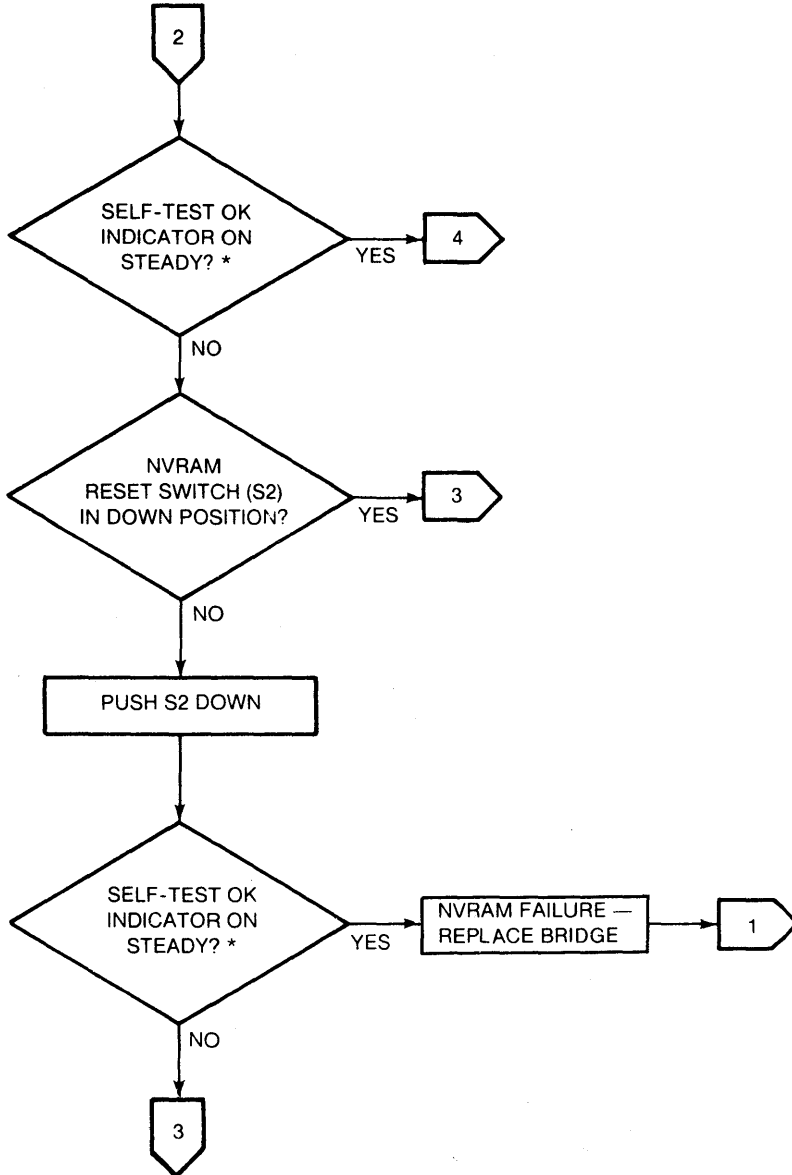 2
SELF-TEST OK
INDICATOR ON
STEADY? *
YES
4
NO
NVRAM
RESET SWITCH (S2)
IN DOWN POSITION?
YES
3
NO
PUSH S2 DOWN
SELF-TEST OK
INDICATOR ON
STEADY? *
YES
NVRAM FAILURE —
REPLACE BRIDGE
1
NO
3